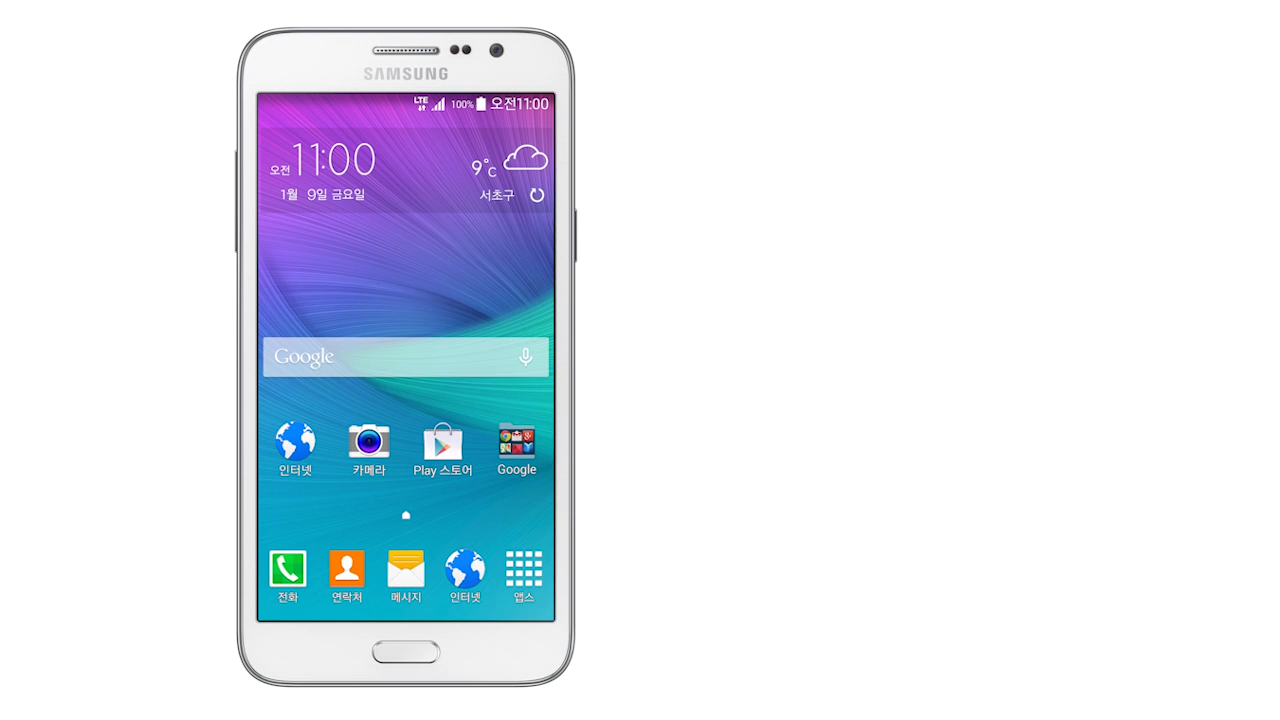 SAMSUNG
LTE 100% 오전11:00
오전 11:00
9°C
1월 9일 금요일
서초구
Google
인터넷 카메라 Play 스토어 Google
전화 연락처 메시지 인터넷 앱스